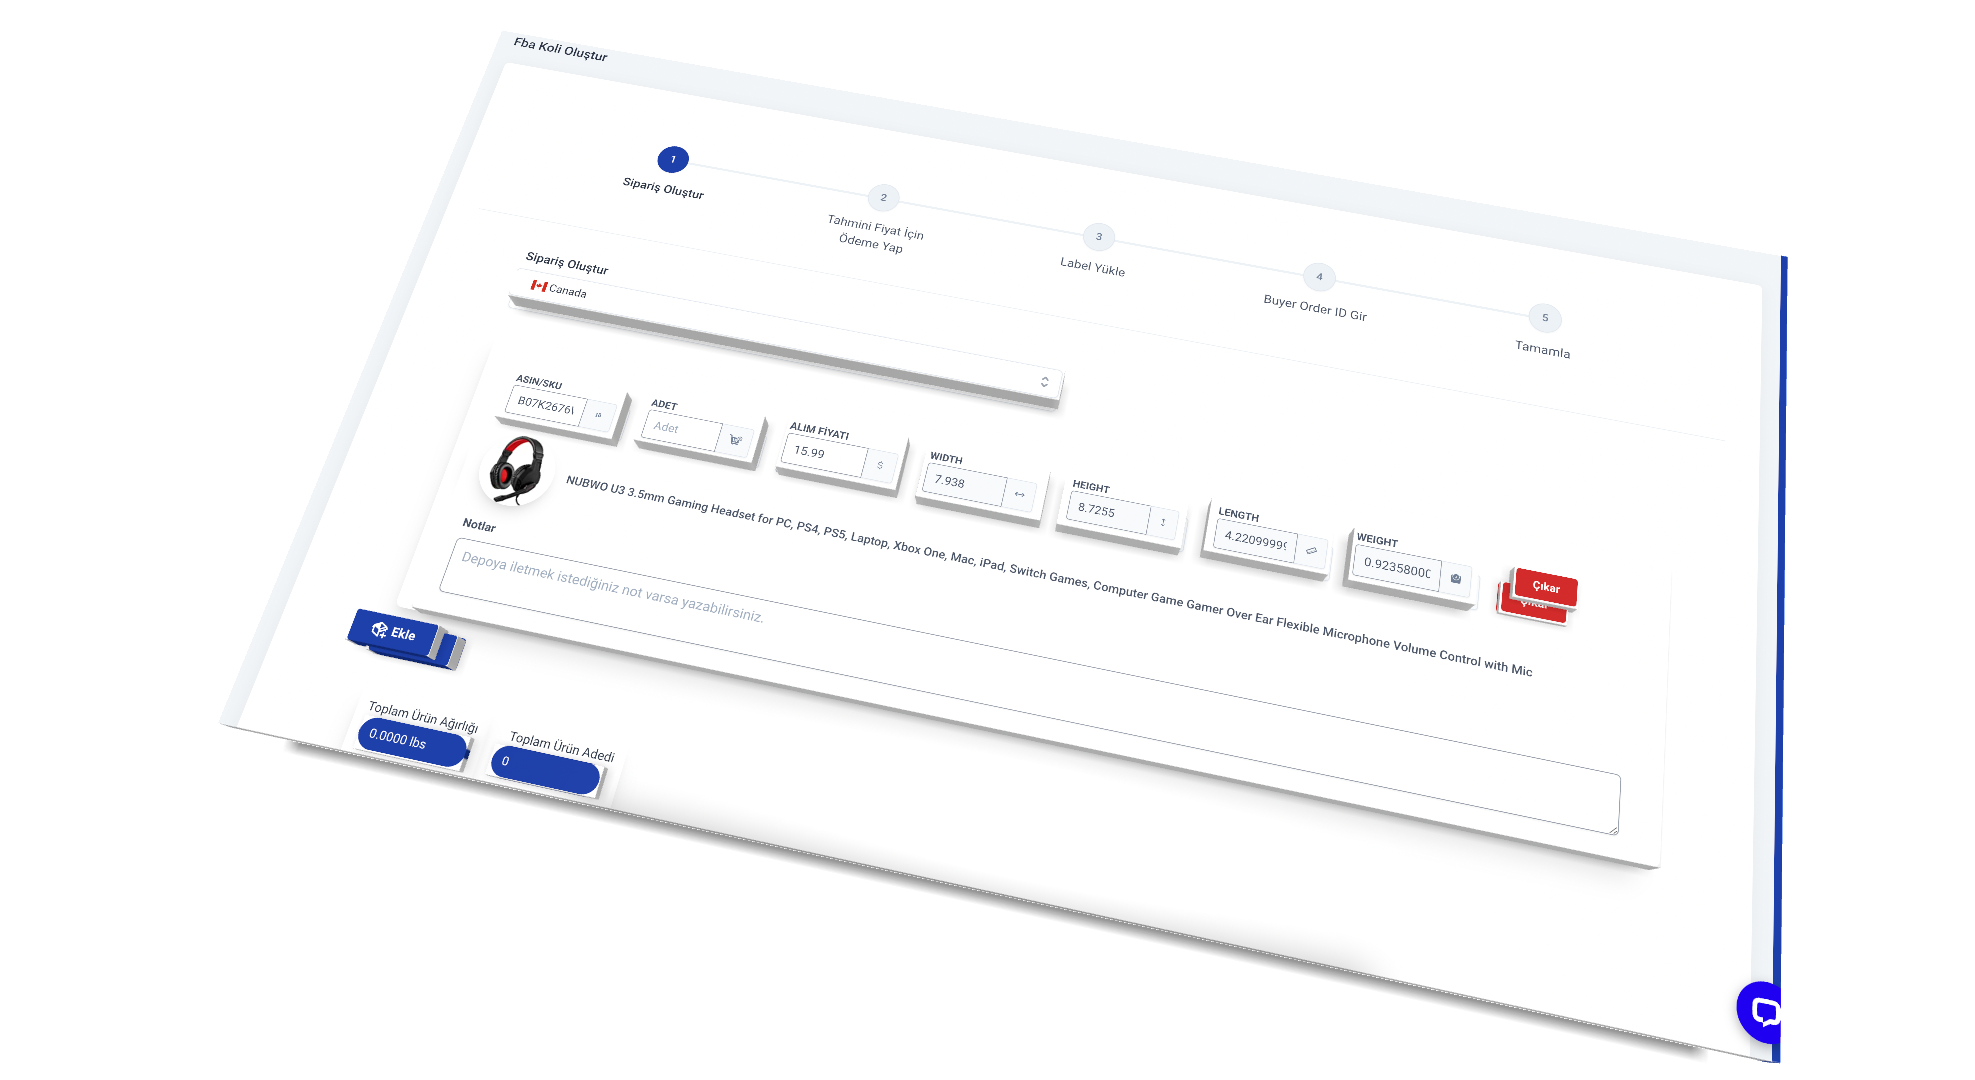 Fba Koli Oluştur
1
Sipariş Oluştur
2
Tahmini Fiyat İçin
Ödeme Yap
3
Label Yükle
4
Buyer Order ID Gir
5
Tamamla
Sipariş Oluştur
Canada
ASIN/SKU
B07K2676
ADET
Adet
ALIM FİYATI
15.99
$
WIDTH
7.938
HEIGHT
8.7255
LENGTH
4.2209999
WEIGHT
0.9235800
Çıkar
Çıkar
NUBWO U3 3.5mm Gaming Headset for PC, PS4, PS5, Laptop, Xbox One, Mac, iPad, Switch Games, Computer Game Gamer Over Ear Flexible Microphone Volume Control with Mic
Notlar
Depoya iletmek istediğiniz not varsa yazabilirsiniz.
Ekle
Toplam Ürün Ağırlığı
0.0000 lbs
Toplam Ürün Adedi
0